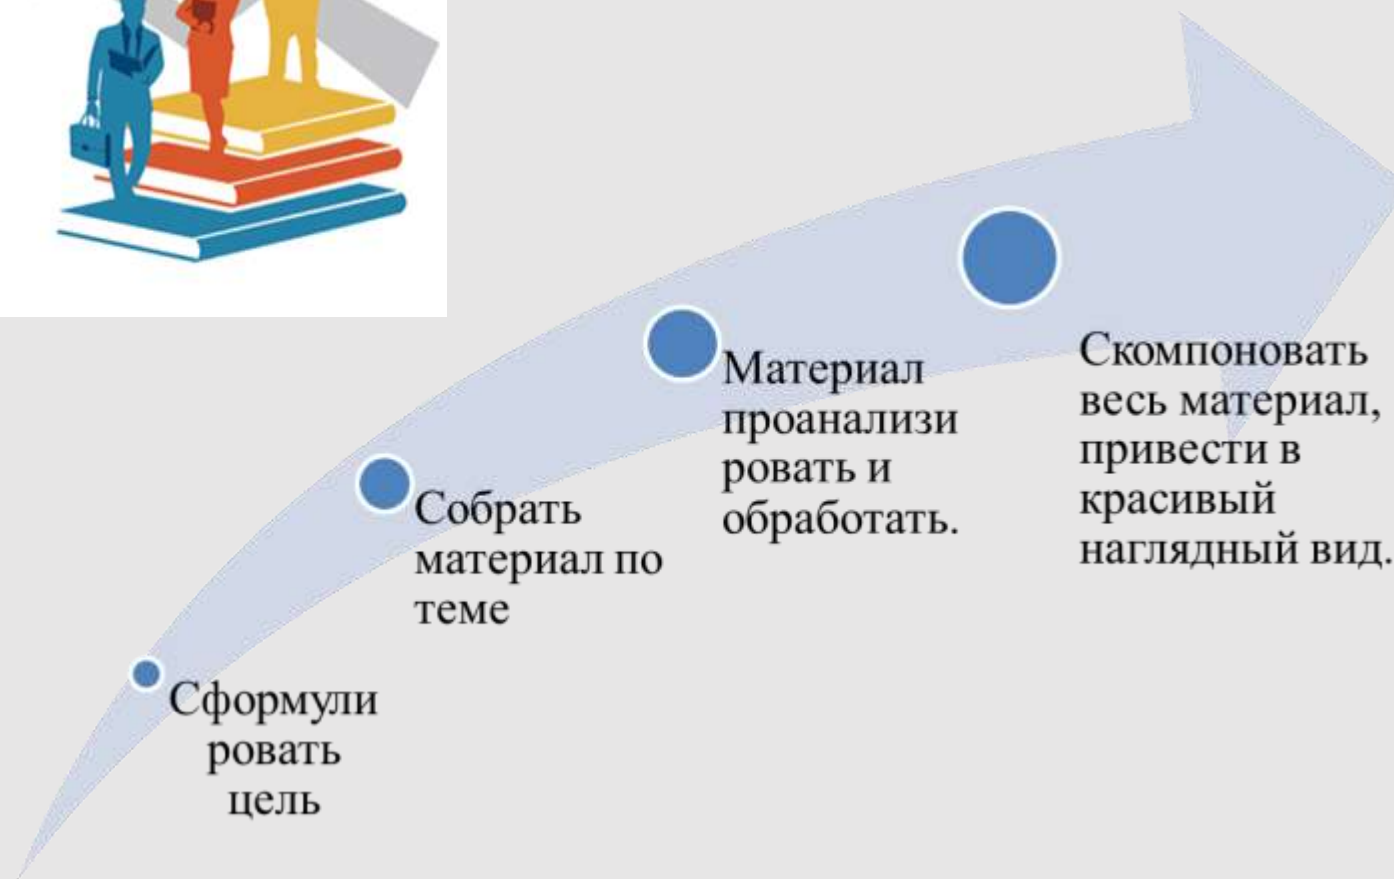 Сформули
ровать
цель
Собрать
материал по
теме
Материал
проанализи
ровать и
обработать.
Скомпоновать
весь материал,
привести в
красивый
наглядный вид.